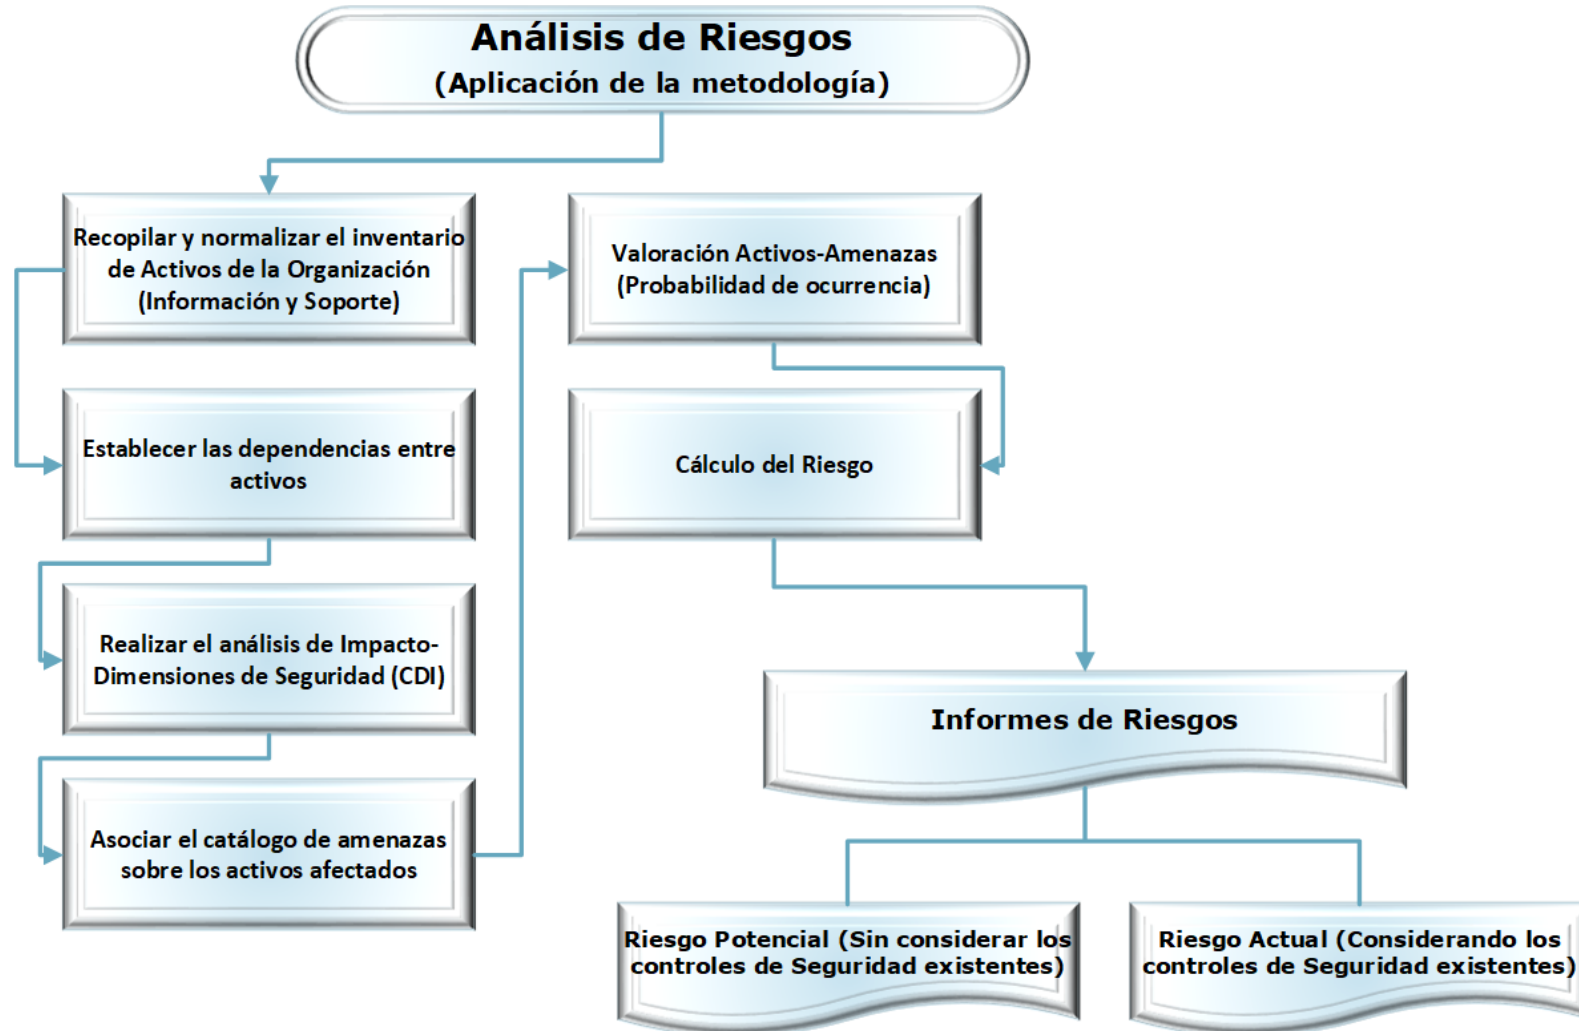 Análisis de Riesgos
(Aplicación de la metodología)
Recopilar y normalizar el inventario
de Activos de la Organización
(Información y Soporte)
Establecer las dependencias entre
activos
Realizar el análisis de Impacto-
Dimensiones de Seguridad (CDI)
Asociar el catálogo de amenazas
sobre los activos afectados
Valoración Activos-Amenazas
(Probabilidad de ocurrencia)
Cálculo del Riesgo
Informes de Riesgos
Riesgo Potencial (Sin considerar los
controles de Seguridad existentes)
Riesgo Actual (Considerando los
controles de Seguridad existentes)